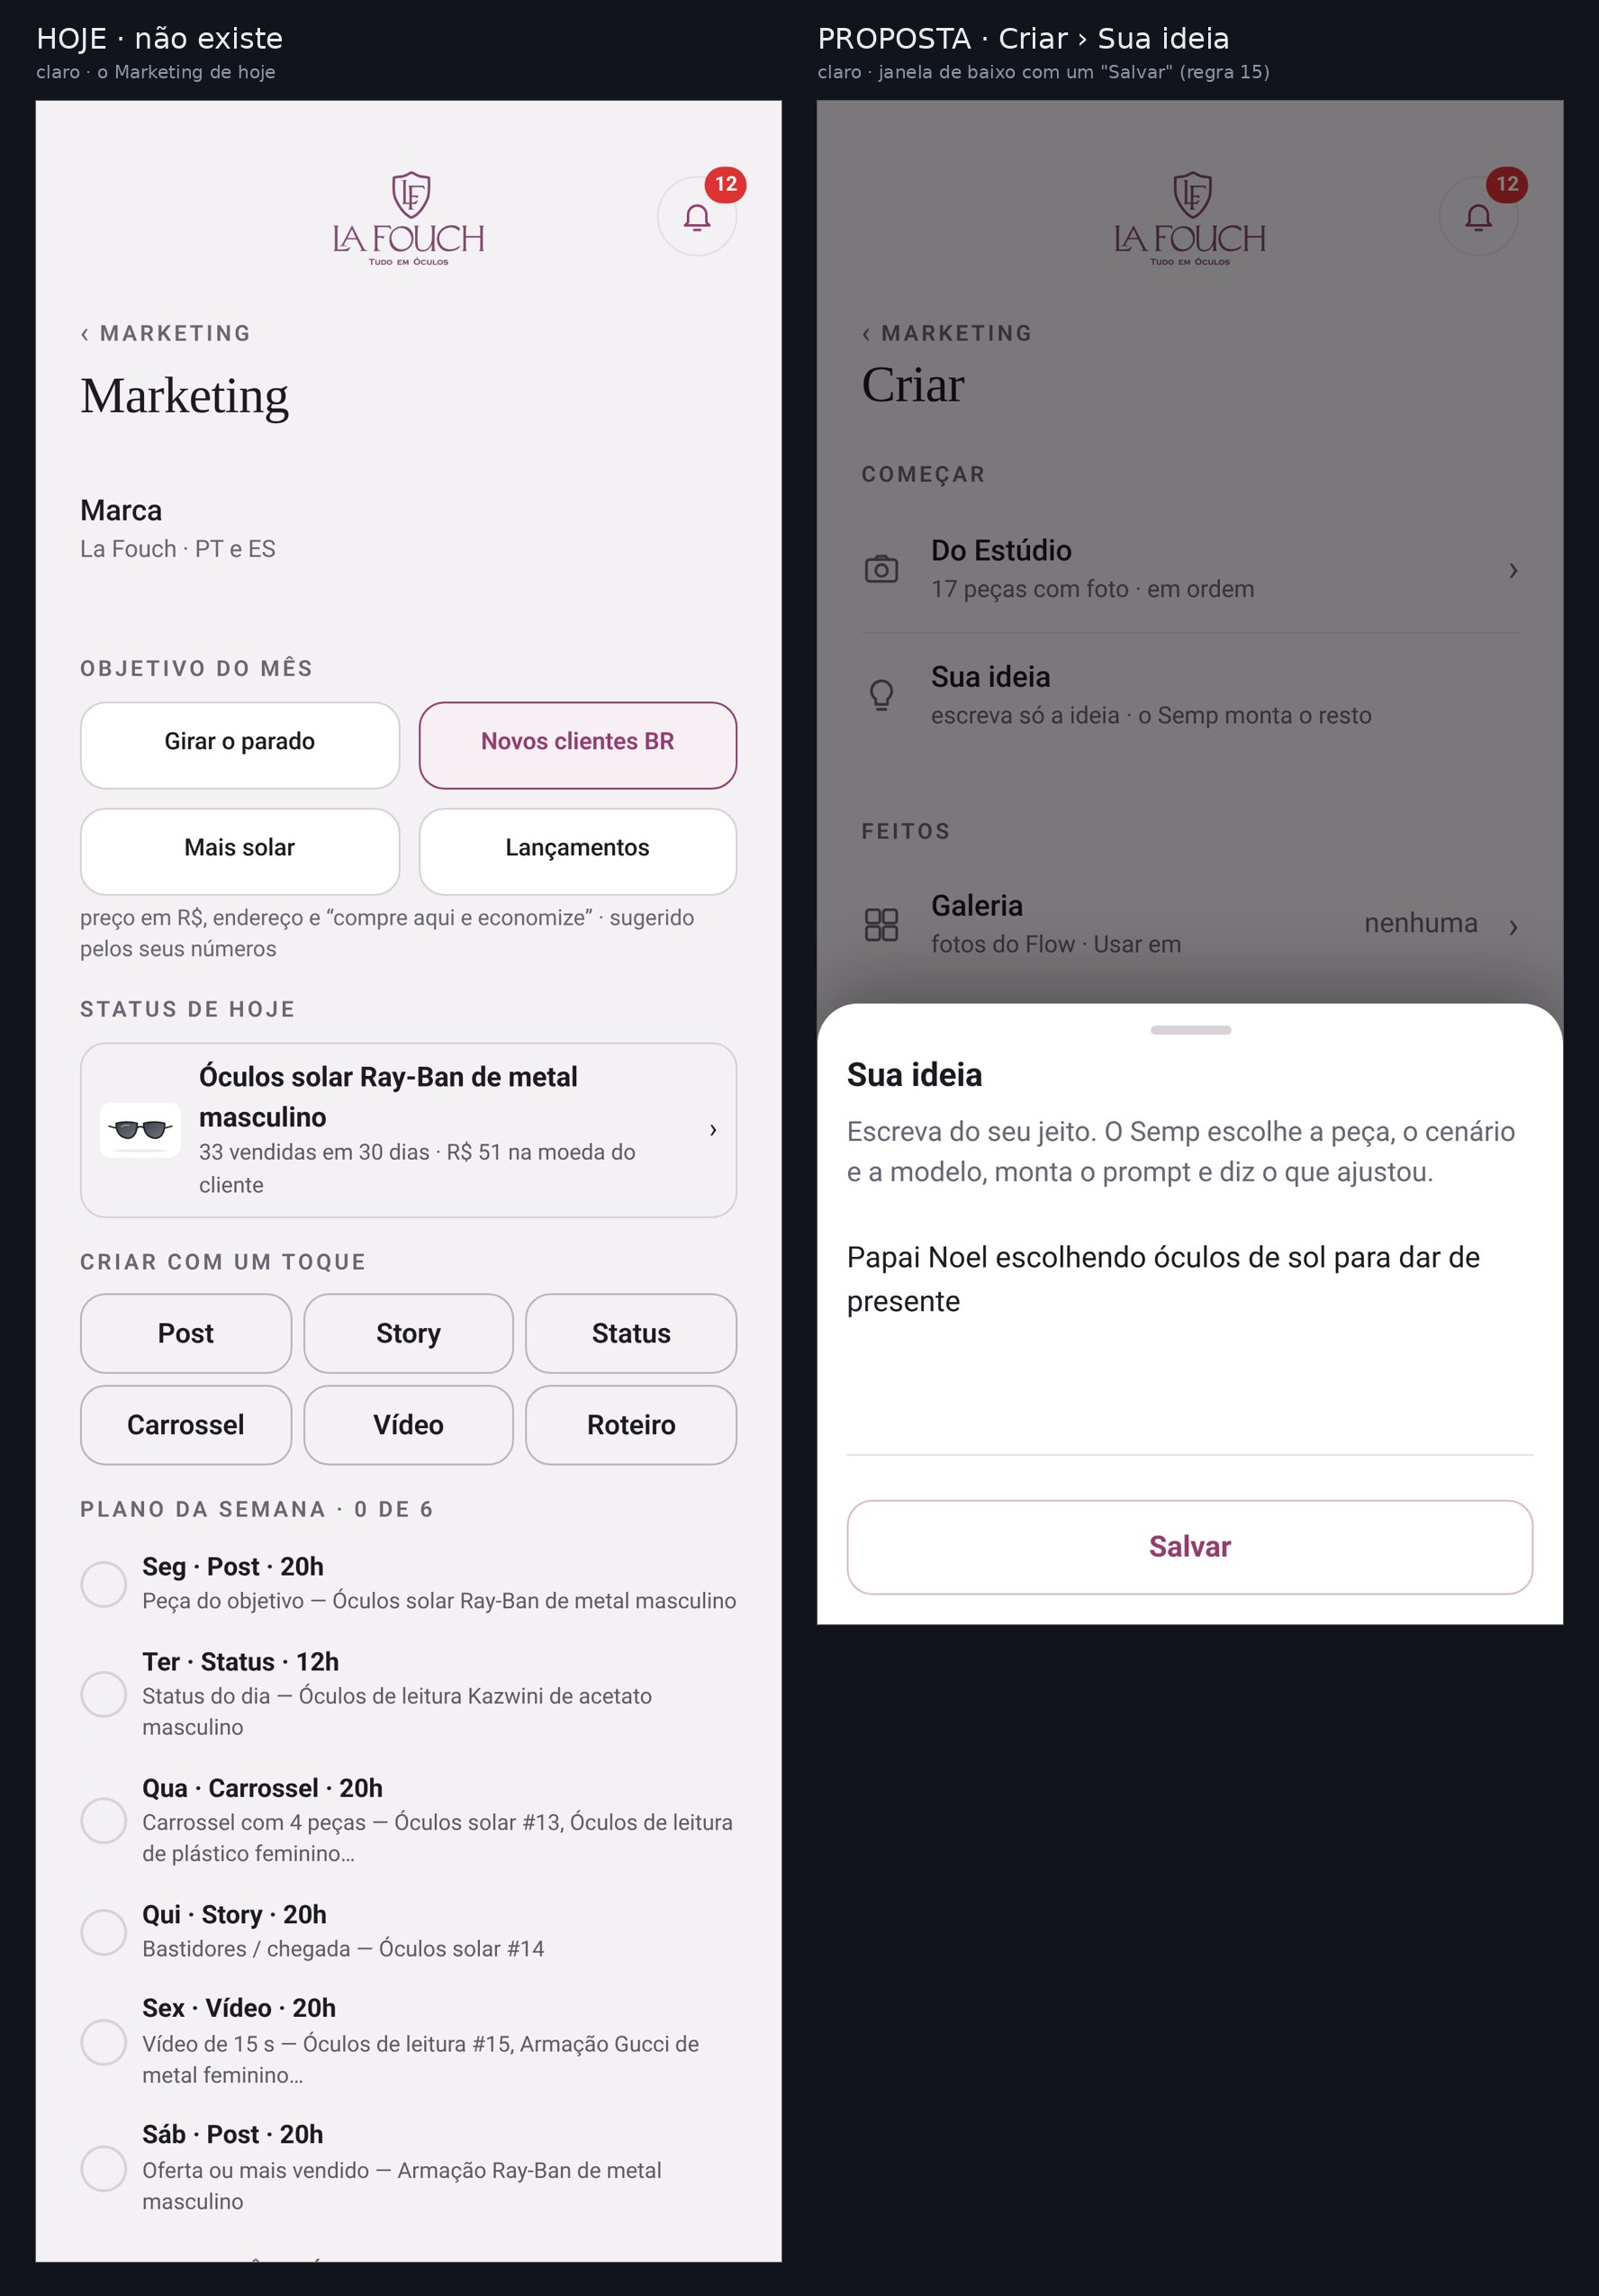 HOJE · não existe
claro · o Marketing de hoje
LF
LA FOUCH
TUDO EM ÓCULOS
12
‹ MARKETING
Marketing
Marca
La Fouch · PT e ES
OBJETIVO DO MÊS
Girar o parado
Novos clientes BR
Mais solar
Lançamentos
preço em R$, endereço e “compre aqui e economize” · sugerido
pelos seus números
STATUS DE HOJE
Óculos solar Ray-Ban de metal
masculino
33 vendidas em 30 dias · R$ 51 na moeda do
cliente
›
CRIAR COM UM TOQUE
Post
Story
Status
Carrossel
Vídeo
Roteiro
PLANO DA SEMANA · 0 DE 6
Seg · Post · 20h
Peça do objetivo — Óculos solar Ray-Ban de metal masculino
Ter · Status · 12h
Status do dia — Óculos de leitura Kazwini de acetato
masculino
Qua · Carrossel · 20h
Carrossel com 4 peças — Óculos solar #13, Óculos de leitura
de plástico feminino…
Qui · Story · 20h
Bastidores / chegada — Óculos solar #14
Sex · Vídeo · 20h
Vídeo de 15 s — Óculos de leitura #15, Armação Gucci de
metal feminino…
Sáb · Post · 20h
Oferta ou mais vendido — Armação Ray-Ban de metal
masculino
PROPOSTA · Criar › Sua ideia
claro · janela de baixo com um "Salvar" (regra 15)
LF
LA FOUCH
TUDO EM ÓCULOS
12
‹ MARKETING
Criar
COMEÇAR
Do Estúdio
17 peças com foto · em ordem
›
Sua ideia
escreva só a ideia · o Semp monta o resto
FEITOS
Galeria
fotos do Flow · Usar em
nenhuma ›
Sua ideia
Escreva do seu jeito. O Semp escolhe a peça, o cenário
e a modelo, monta o prompt e diz o que ajustou.
Papai Noel escolhendo óculos de sol para dar de
presente
Salvar